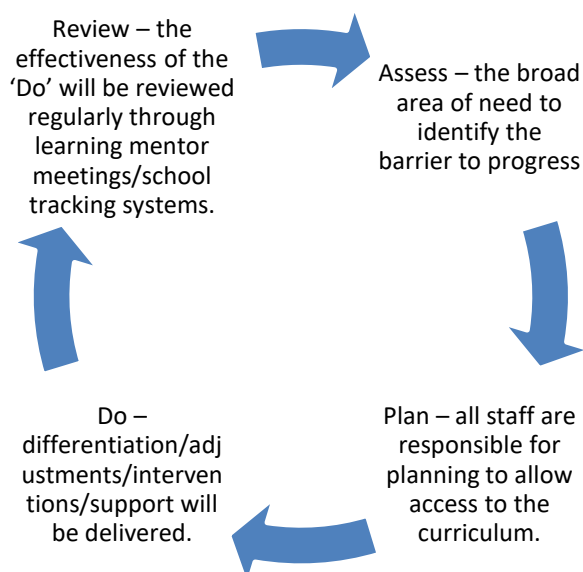 Review – the
effectiveness of the
‘Do’ will be reviewed
regularly through
learning mentor
meetings/school
tracking systems.
Assess – the broad
area of need to
identify the
barrier to progress
Plan – all staff are
responsible for
planning to allow
access to the
curriculum.
Do –
differentiation/adj
ustments/interven
tions/support will
be delivered.